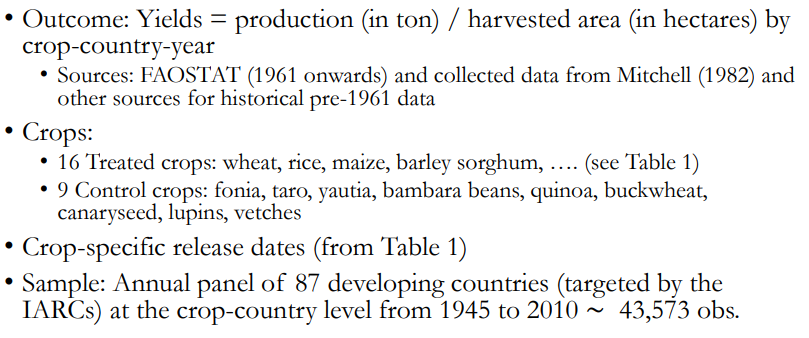 • Outcome: Yields = production (in ton) / harvested area (in hectares) by
crop-country-year
• Sources: FAOSTAT (1961 onwards) and collected data from Mitchell (1982) and
other sources for historical pre-1961 data
• Crops:
• 16 Treated crops: wheat, rice, maize, barley sorghum, …. (see Table 1)
• 9 Control crops: fonia, taro, yautia, bambara beans, quinoa, buckwheat,
canaryseed, lupins, vetches
• Crop-specific release dates (from Table 1)
• Sample: Annual panel of 87 developing countries (targeted by the
IARCs) at the crop-country level from 1945 to 2010 ~ 43,573 obs.